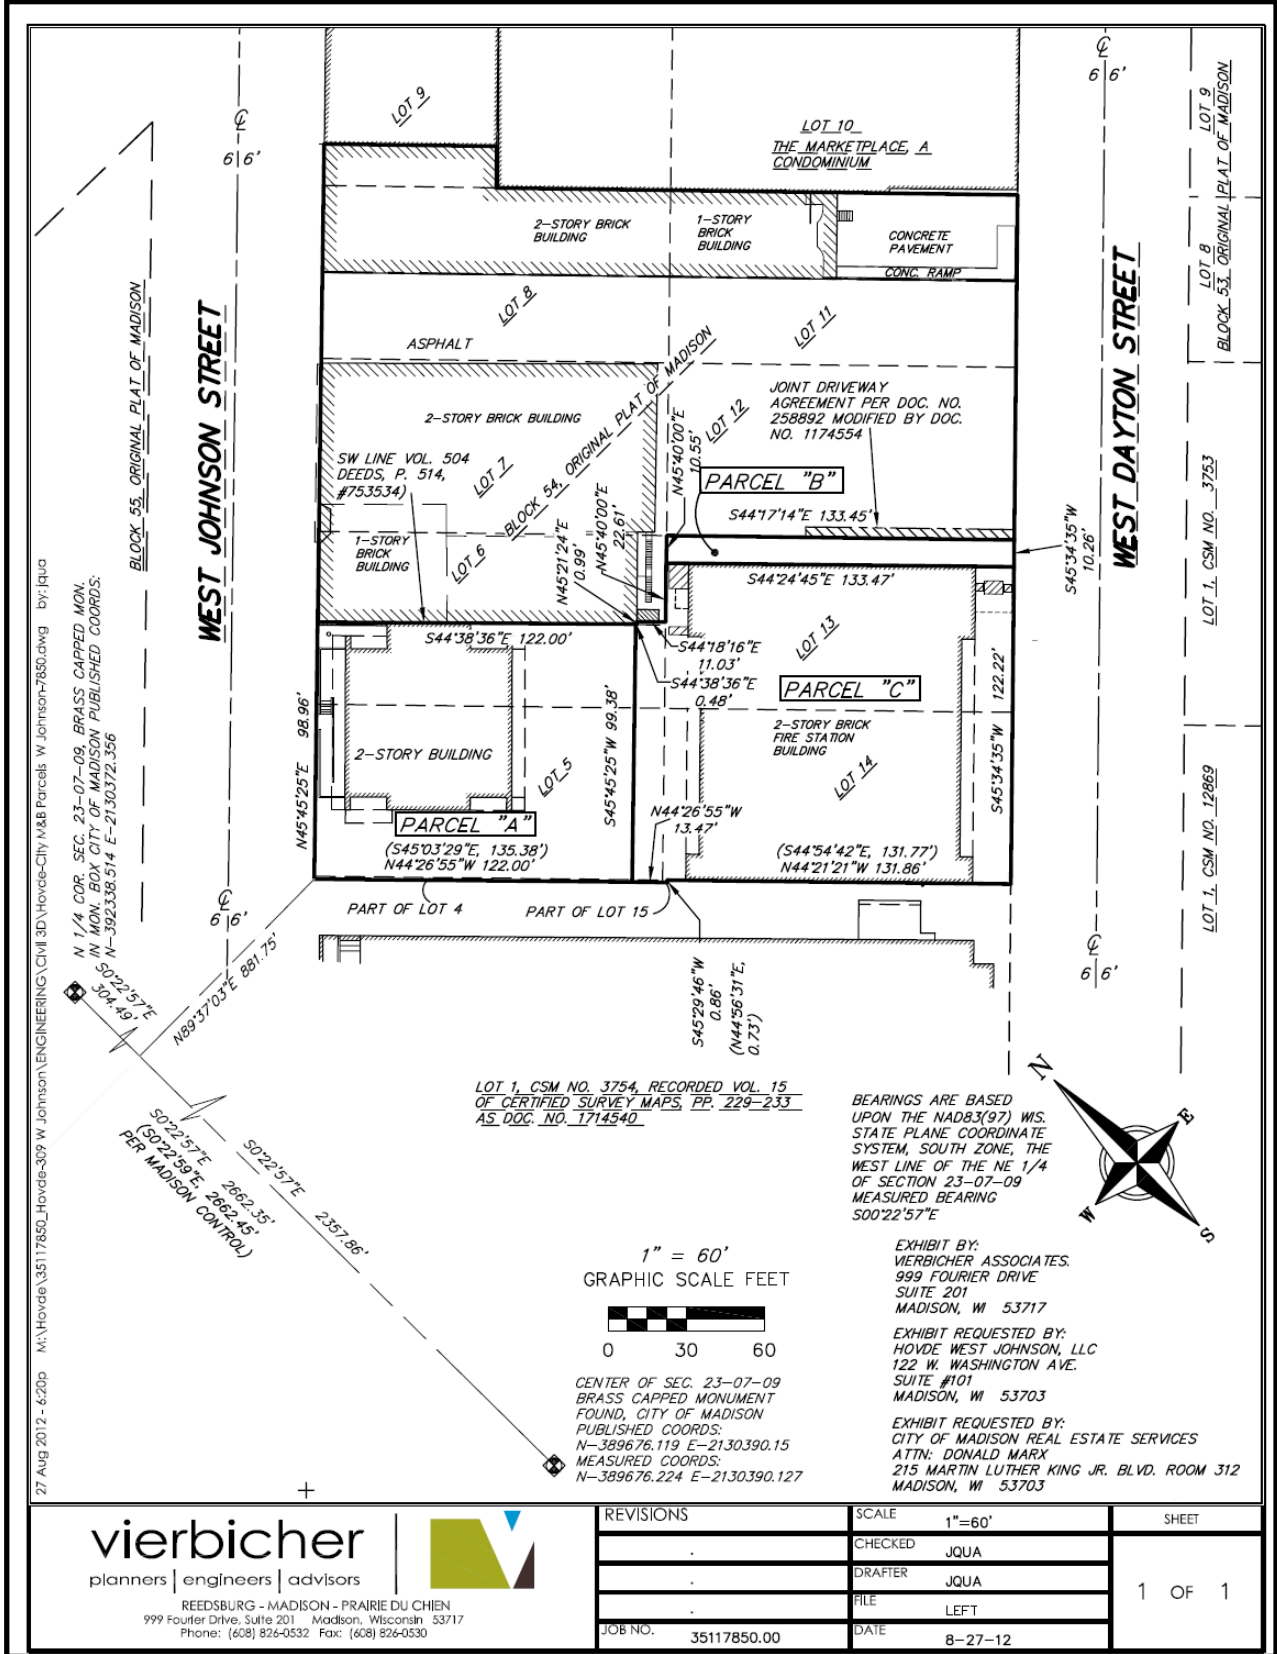 LOT 9
LOT 10
THE MARKETPLACE, A
CONDOMINIUM
℄
6|6'
℄
6|6'
LOT 9
LOT 8
BLOCK 53, ORIGINAL PLAT OF MADISON
2-STORY BRICK
BUILDING
1-STORY
BRICK
BUILDING
CONCRETE
PAVEMENT
CONC. RAMP
LOT 8
LOT 11
ASPHALT
BLOCK 55, ORIGINAL PLAT OF MADISON
WEST JOHNSON STREET
WEST DAYTON STREET
2-STORY BRICK BUILDING
JOINT DRIVEWAY
AGREEMENT PER DOC. NO.
258892 MODIFIED BY DOC.
NO. 1174554
LOT 12
N45°40'00"E
10.55'
BLOCK 54, ORIGINAL PLAT OF MADISON
SW LINE VOL. 504
DEEDS, P. 514,
#753534)
LOT 7
PARCEL "B"
S44°17'14"E 133.45'
LOT 1, CSM NO. 3753
1-STORY
BRICK
BUILDING
LOT 6
N45°21'24"E
0.99'
N45°40'00"E
22.61'
S45°34'35"W
10.26'
S44°24'45"E 133.47'
S44°38'36"E 122.00'
LOT 13
S44°18'16"E
11.03'
S44°38'36"E
0.48'
PARCEL "C"
2-STORY BRICK
FIRE STATION
BUILDING
S45°34'35"W 122.22'
N45°45'25"E 98.96'
2-STORY BUILDING
LOT 5
S45°45'25"W 99.38'
LOT 14
LOT 1, CSM NO. 12869
PARCEL "A"
(S45°03'29"E, 135.38')
N44°26'55"W 122.00'
N44°26'55"W
13.47'
(S44°54'42"E, 131.77')
N44°21'21"W 131.86'
℄
6|6'
PART OF LOT 4
PART OF LOT 15
℄
6|6'
N 1/4 COR. SEC. 23-07-09, BRASS CAPPED MON.
IN MON. BOX CITY OF MADISON PUBLISHED COORDS:
N-392338.514 E-2130372.356
S0°22'57"E
304.49'
N89°37'03"E 881.75'
S45°29'46"W
0.86'
(N44°56'31"E,
0.73')
LOT 1, CSM NO. 3754, RECORDED VOL. 15
OF CERTIFIED SURVEY MAPS, PP. 229-233
AS DOC. NO. 1714540
S0°22'57"E 2662.35'
(S0°22'59"E, 2662.45'
PER MADISON CONTROL)
S0°22'57"E 2357.86'
BEARINGS ARE BASED
UPON THE NAD83(97) WIS.
STATE PLANE COORDINATE
SYSTEM, SOUTH ZONE, THE
WEST LINE OF THE NE 1/4
OF SECTION 23-07-09
MEASURED BEARING
S00°22'57"E
N
E
W
S
1" = 60'
GRAPHIC SCALE FEET
0 30 60
CENTER OF SEC. 23-07-09
BRASS CAPPED MONUMENT
FOUND, CITY OF MADISON
PUBLISHED COORDS:
N-389676.119 E-2130390.15
MEASURED COORDS:
N-389676.224 E-2130390.127
EXHIBIT BY:
VIERBICHER ASSOCIATES.
999 FOURIER DRIVE
SUITE 201
MADISON, WI 53717
EXHIBIT REQUESTED BY:
HOVDE WEST JOHNSON, LLC
122 W. WASHINGTON AVE.
SUITE #101
MADISON, WI 53703
EXHIBIT REQUESTED BY:
CITY OF MADISON REAL ESTATE SERVICES
ATTN: DONALD MARX
215 MARTIN LUTHER KING JR. BLVD. ROOM 312
MADISON, WI 53703
27 Aug 2012 - 6:20p M:\Hovde\35117850_Hovde-309 W Johnson\ENGINEERING\Civil 3D\Hovde-City M&B Parcels W Johnson-7850.dwg by: jqua
vierbicher
planners | engineers | advisors
REEDSBURG - MADISON - PRAIRIE DU CHIEN
999 Fourier Drive, Suite 201 Madison, Wisconsin 53717
Phone: (608) 826-0532 Fax: (608) 826-0530
REVISIONS
.
.
.
JOB NO. 35117850.00
SCALE 1"=60'
CHECKED JQUA
DRAFTER JQUA
FILE LEFT
DATE 8-27-12
SHEET
1 OF 1